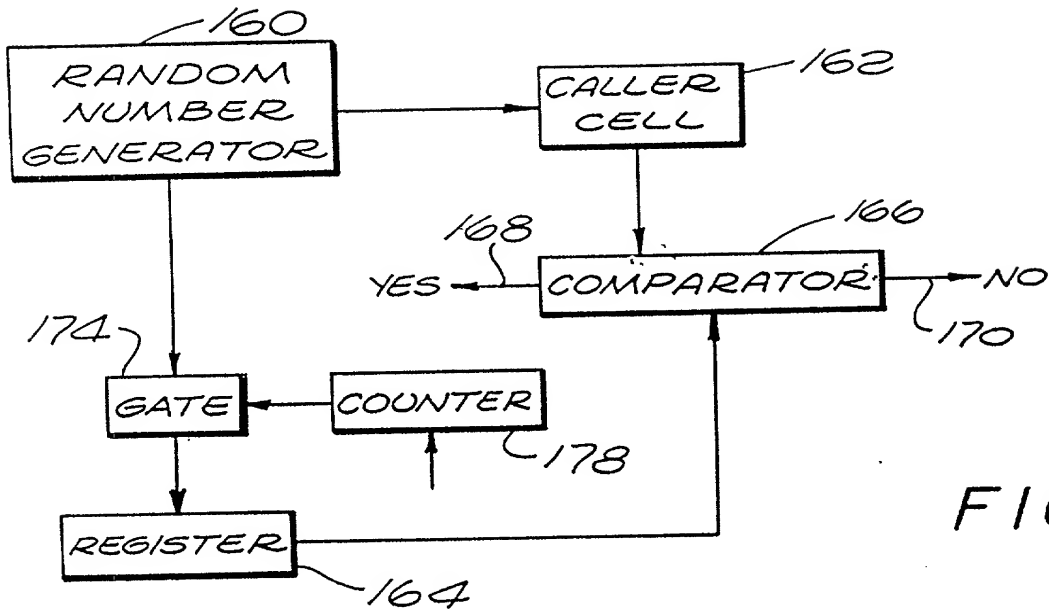 160
RANDOM
NUMBER
GENERATOR
162
CALLER
CELL
166
168
YES
COMPARATOR
NO
170
174
GATE
COUNTER
178
REGISTER
164